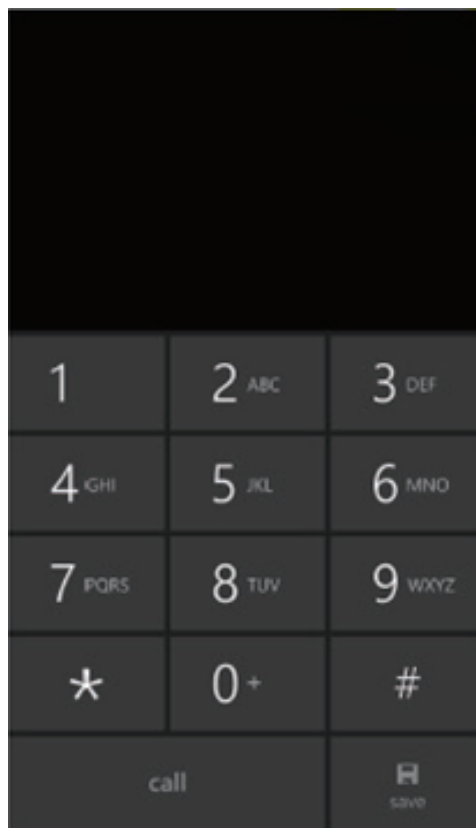 1 2 ABC 3 DEF
4 GHI 5 JKL 6 MNO
7 PQRS 8 TUV 9 WXYZ
* 0 + #
call save